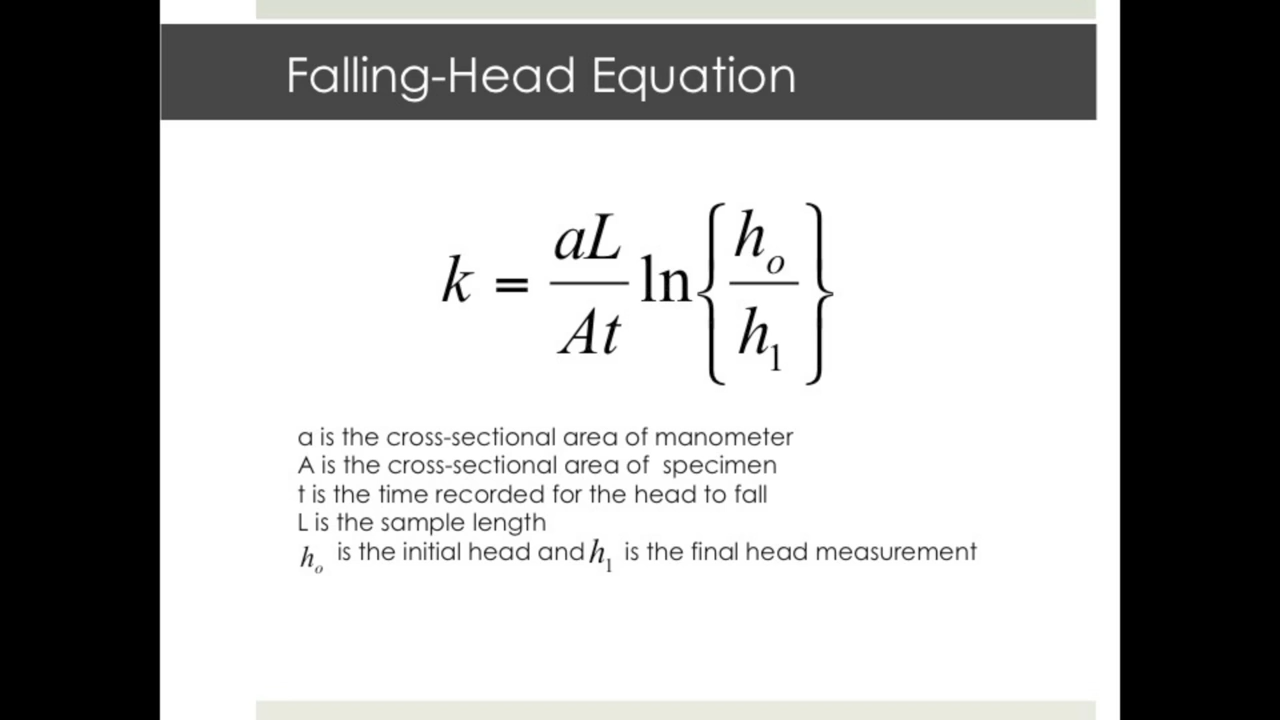 Falling-Head Equation
k = aL/At ln{h_o/h_1}
a is the cross-sectional area of manometer
A is the cross-sectional area of specimen
t is the time recorded for the head to fall
L is the sample length
h_o is the initial head and h_1 is the final head measurement